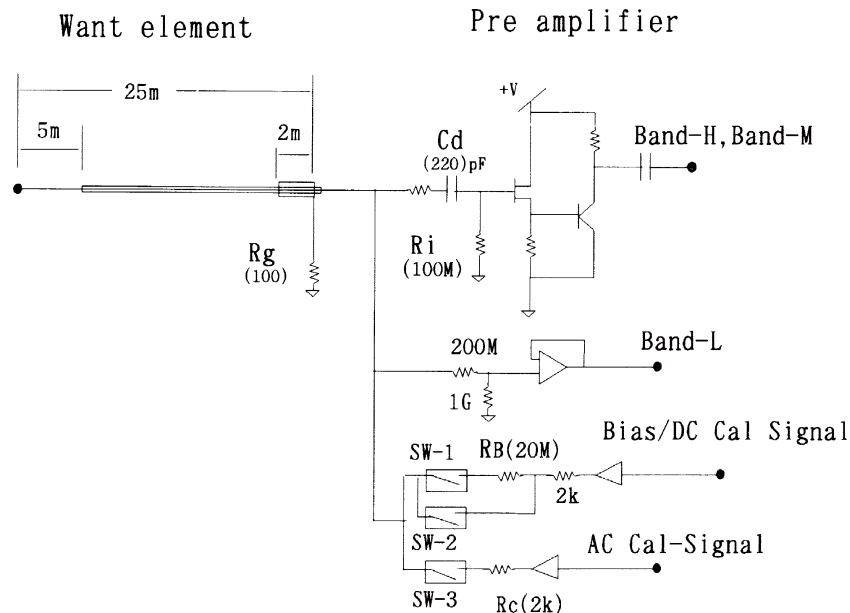 Want element
Pre amplifier
25m
5m
2m
+V
Cd
(220)pF
Band-H,Band-M
Rg
(100)
Ri
(100M)
200M
Band-L
1G
Bias/DC Cal Signal
SW-1
RB(20M)
2k
SW-2
AC Cal-Signal
SW-3
Rc(2k)